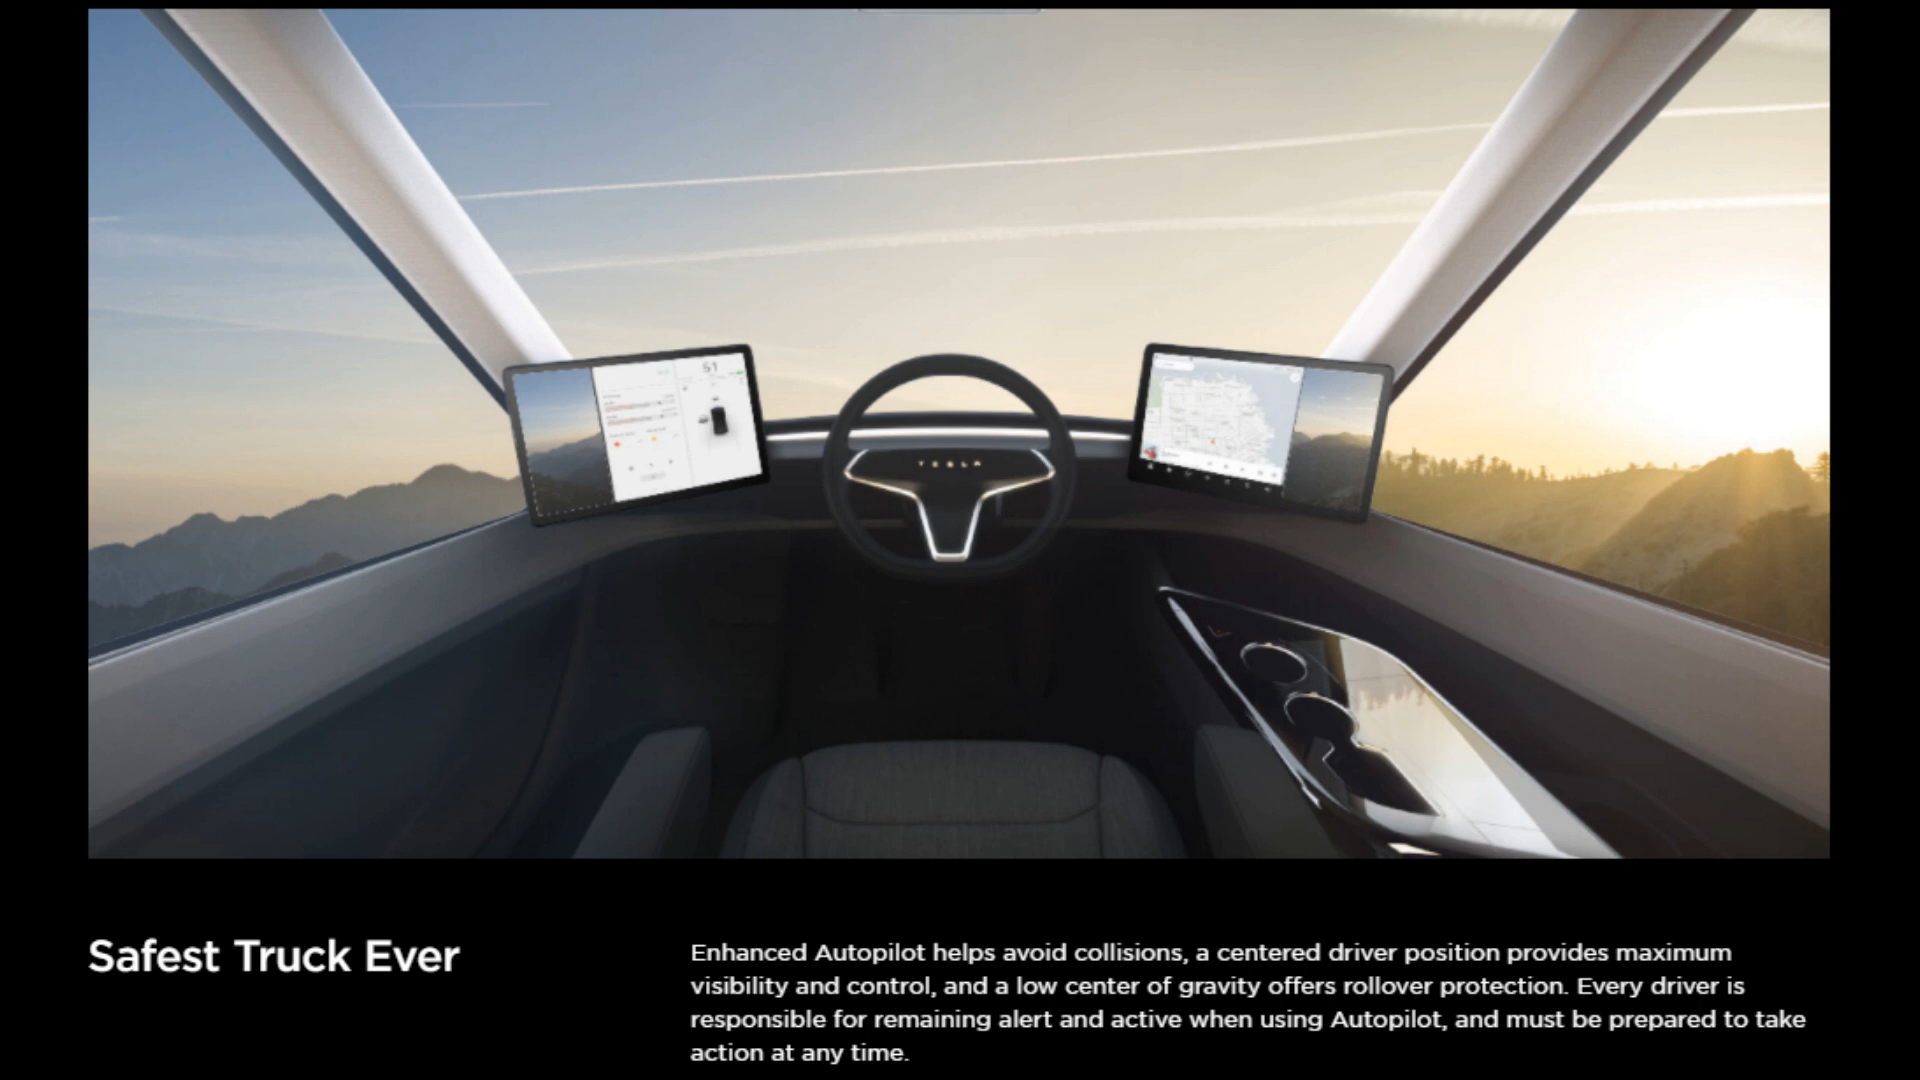 51
TESLA
Safest Truck Ever
Enhanced Autopilot helps avoid collisions, a centered driver position provides maximum
visibility and control, and a low center of gravity offers rollover protection. Every driver is
responsible for remaining alert and active when using Autopilot, and must be prepared to take
action at any time.